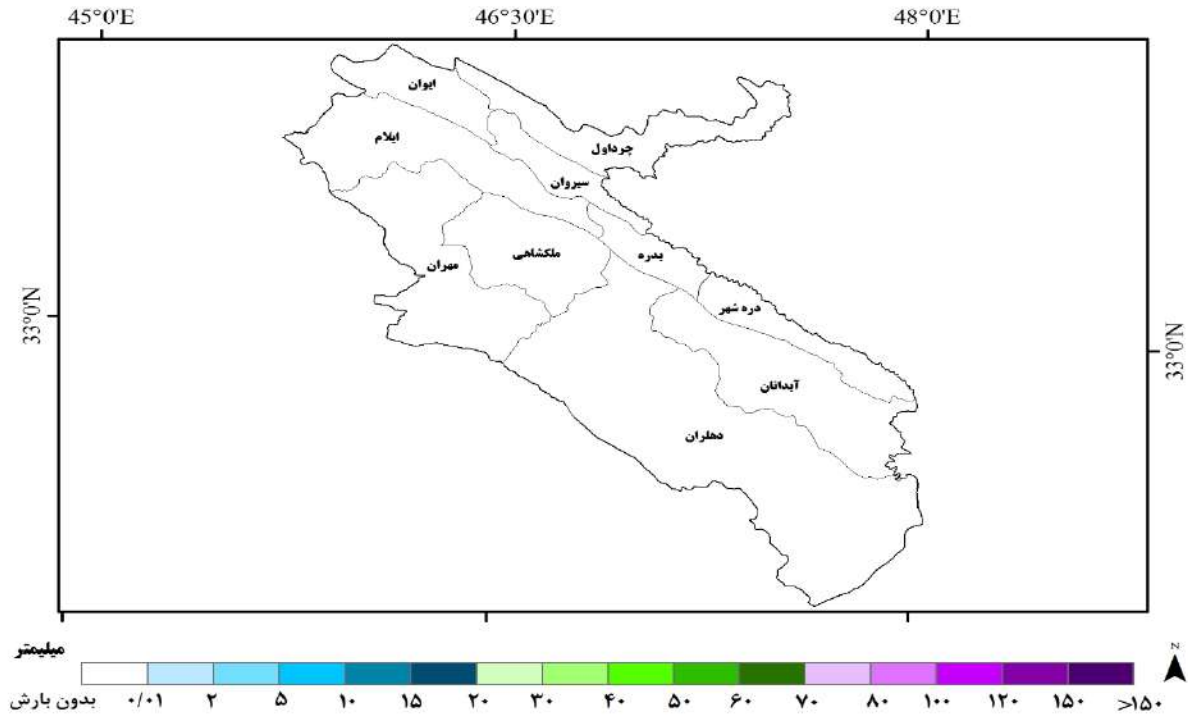 45°0'E 46°30'E 48°0'E
ایوان
ایلام
چرداول
سیروان
ملکشاهی
بدره
مهران
دره شهر
33°0'N
33°0'N
آبدانان
دهلران
میلیمتر
z
بدون بارش ۰/۰۱ ۲ ۵ ۱۰ ۱۵ ۲۰ ۳۰ ۴۰ ۵۰ ۶۰ ۷۰ ۸۰ ۱۰۰ ۱۲۰ ۱۵۰ >۱۵۰